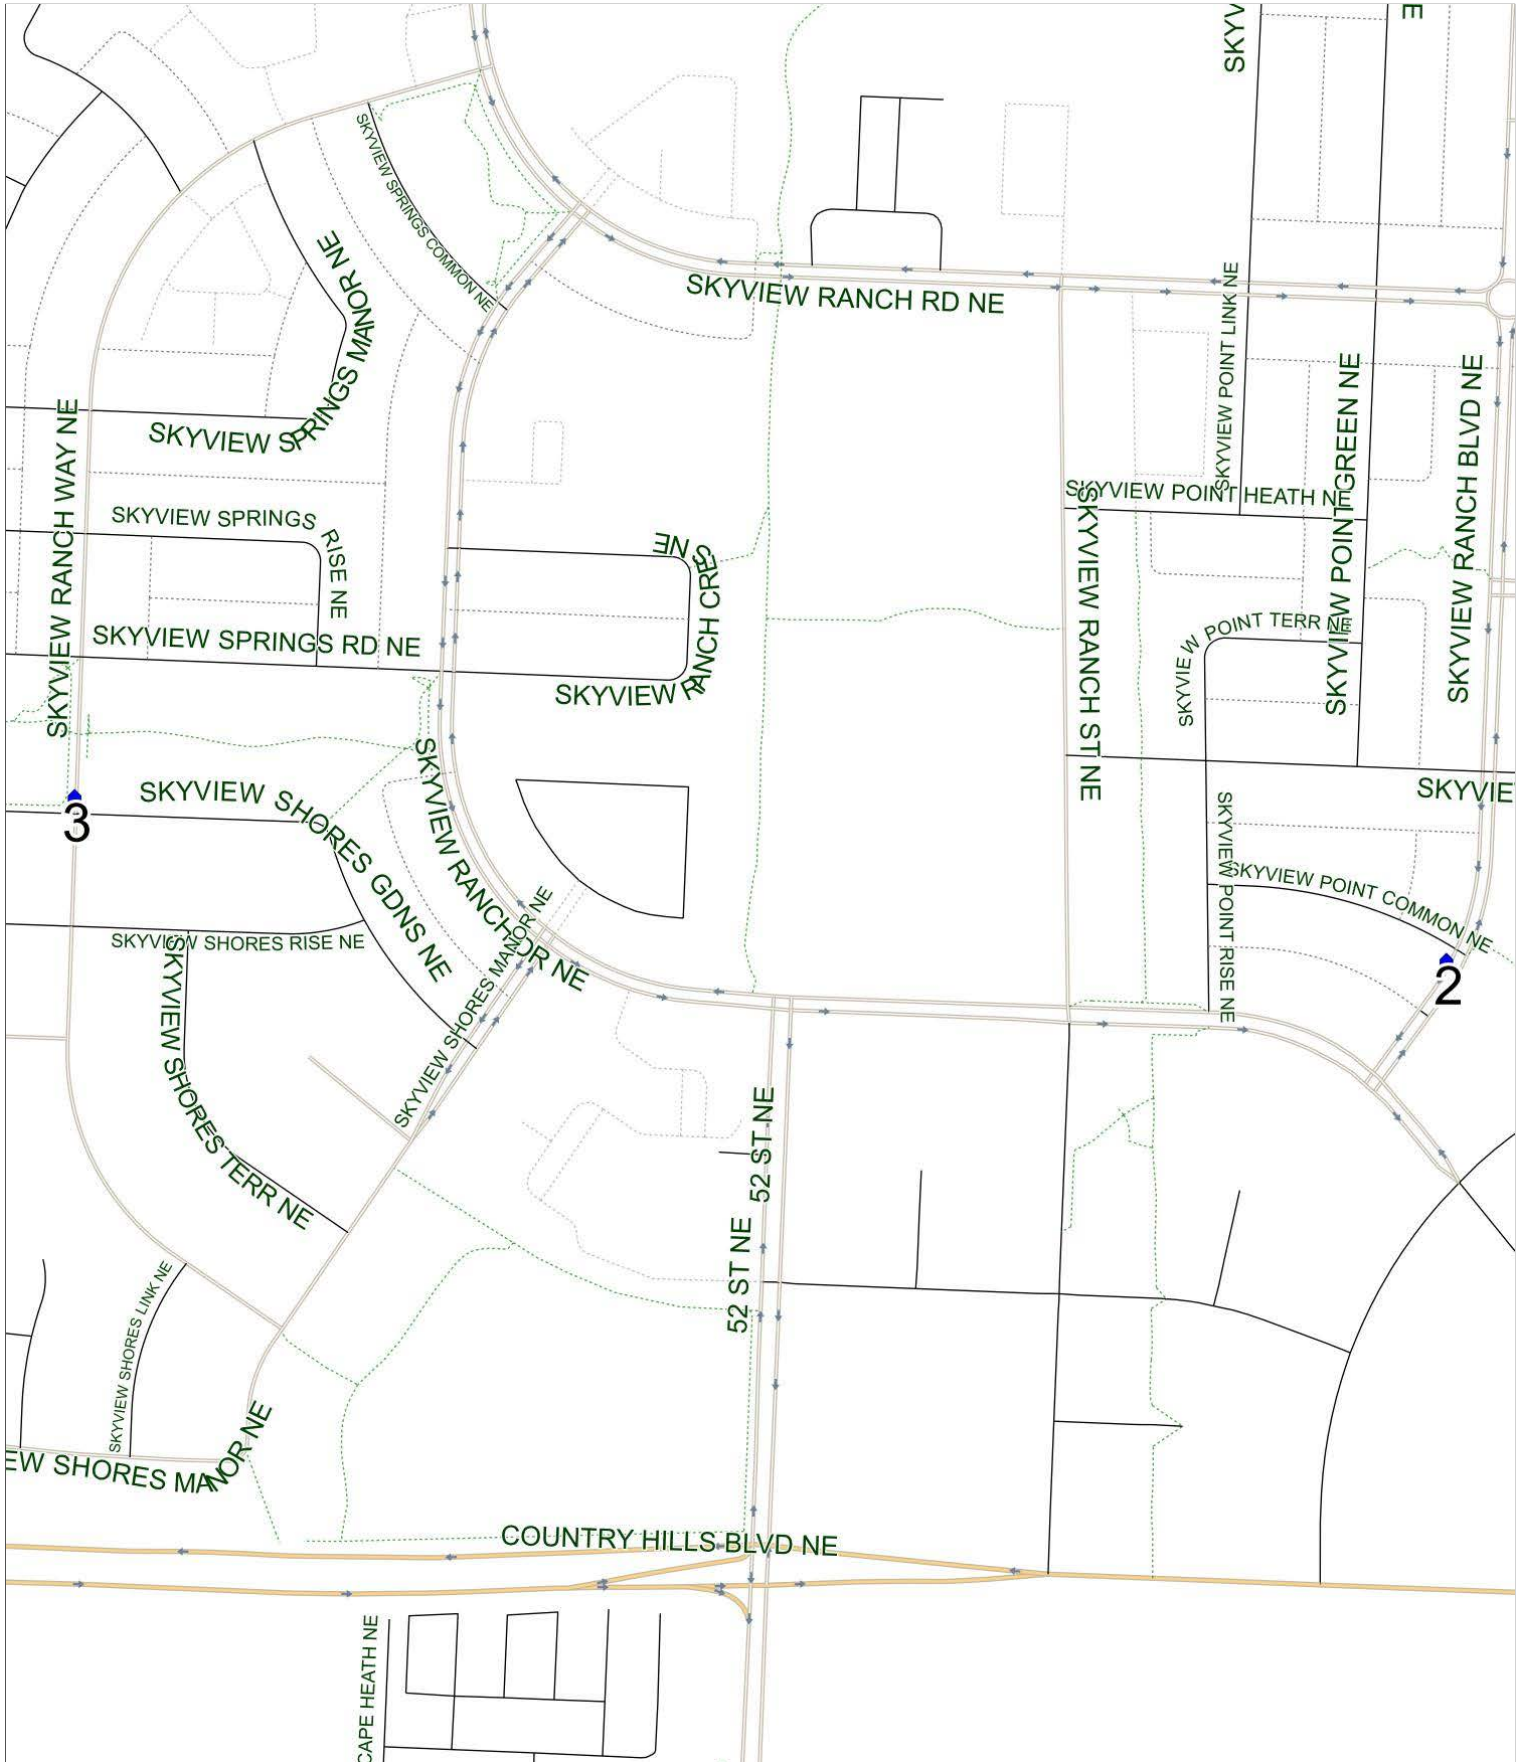 SKYV
E
SKYVIEW SPRINGS COMMON NE
SKYVIEW SPRINGS MANOR NE
SKYVIEW RANCH RD NE
SKYVIEW POINT LINK NE
SKYVIEW POINT GREEN NE
SKYVIEW RANCH BLVD NE
SKYVIEW RANCH WAY NE
SKYVIEW POINT HEATH NE
SKYVIEW SPRINGS RISE NE
SKYVIEW RANCH CRES NE
SKYVIEW RANCH ST NE
SKYVIEW SPRINGS RD NE
SKYVIEW POINT TERR NE
SKYVIEW RANCH DR NE
SKYVIEW SHORES GDNS NE
SKYVIE
3
SKYVIEW POINT RISE NE
SKYVIEW POINT COMMON NE
SKYVIEW SHORES RISE NE
SKYVIEW SHORES MANOR NE
2
SKYVIEW SHORES TERR NE
52 ST NE
52 ST NE
SKYVIEW SHORES LINK NE
EW SHORES MANOR NE
COUNTRY HILLS BLVD NE
CAPE HEATH NE